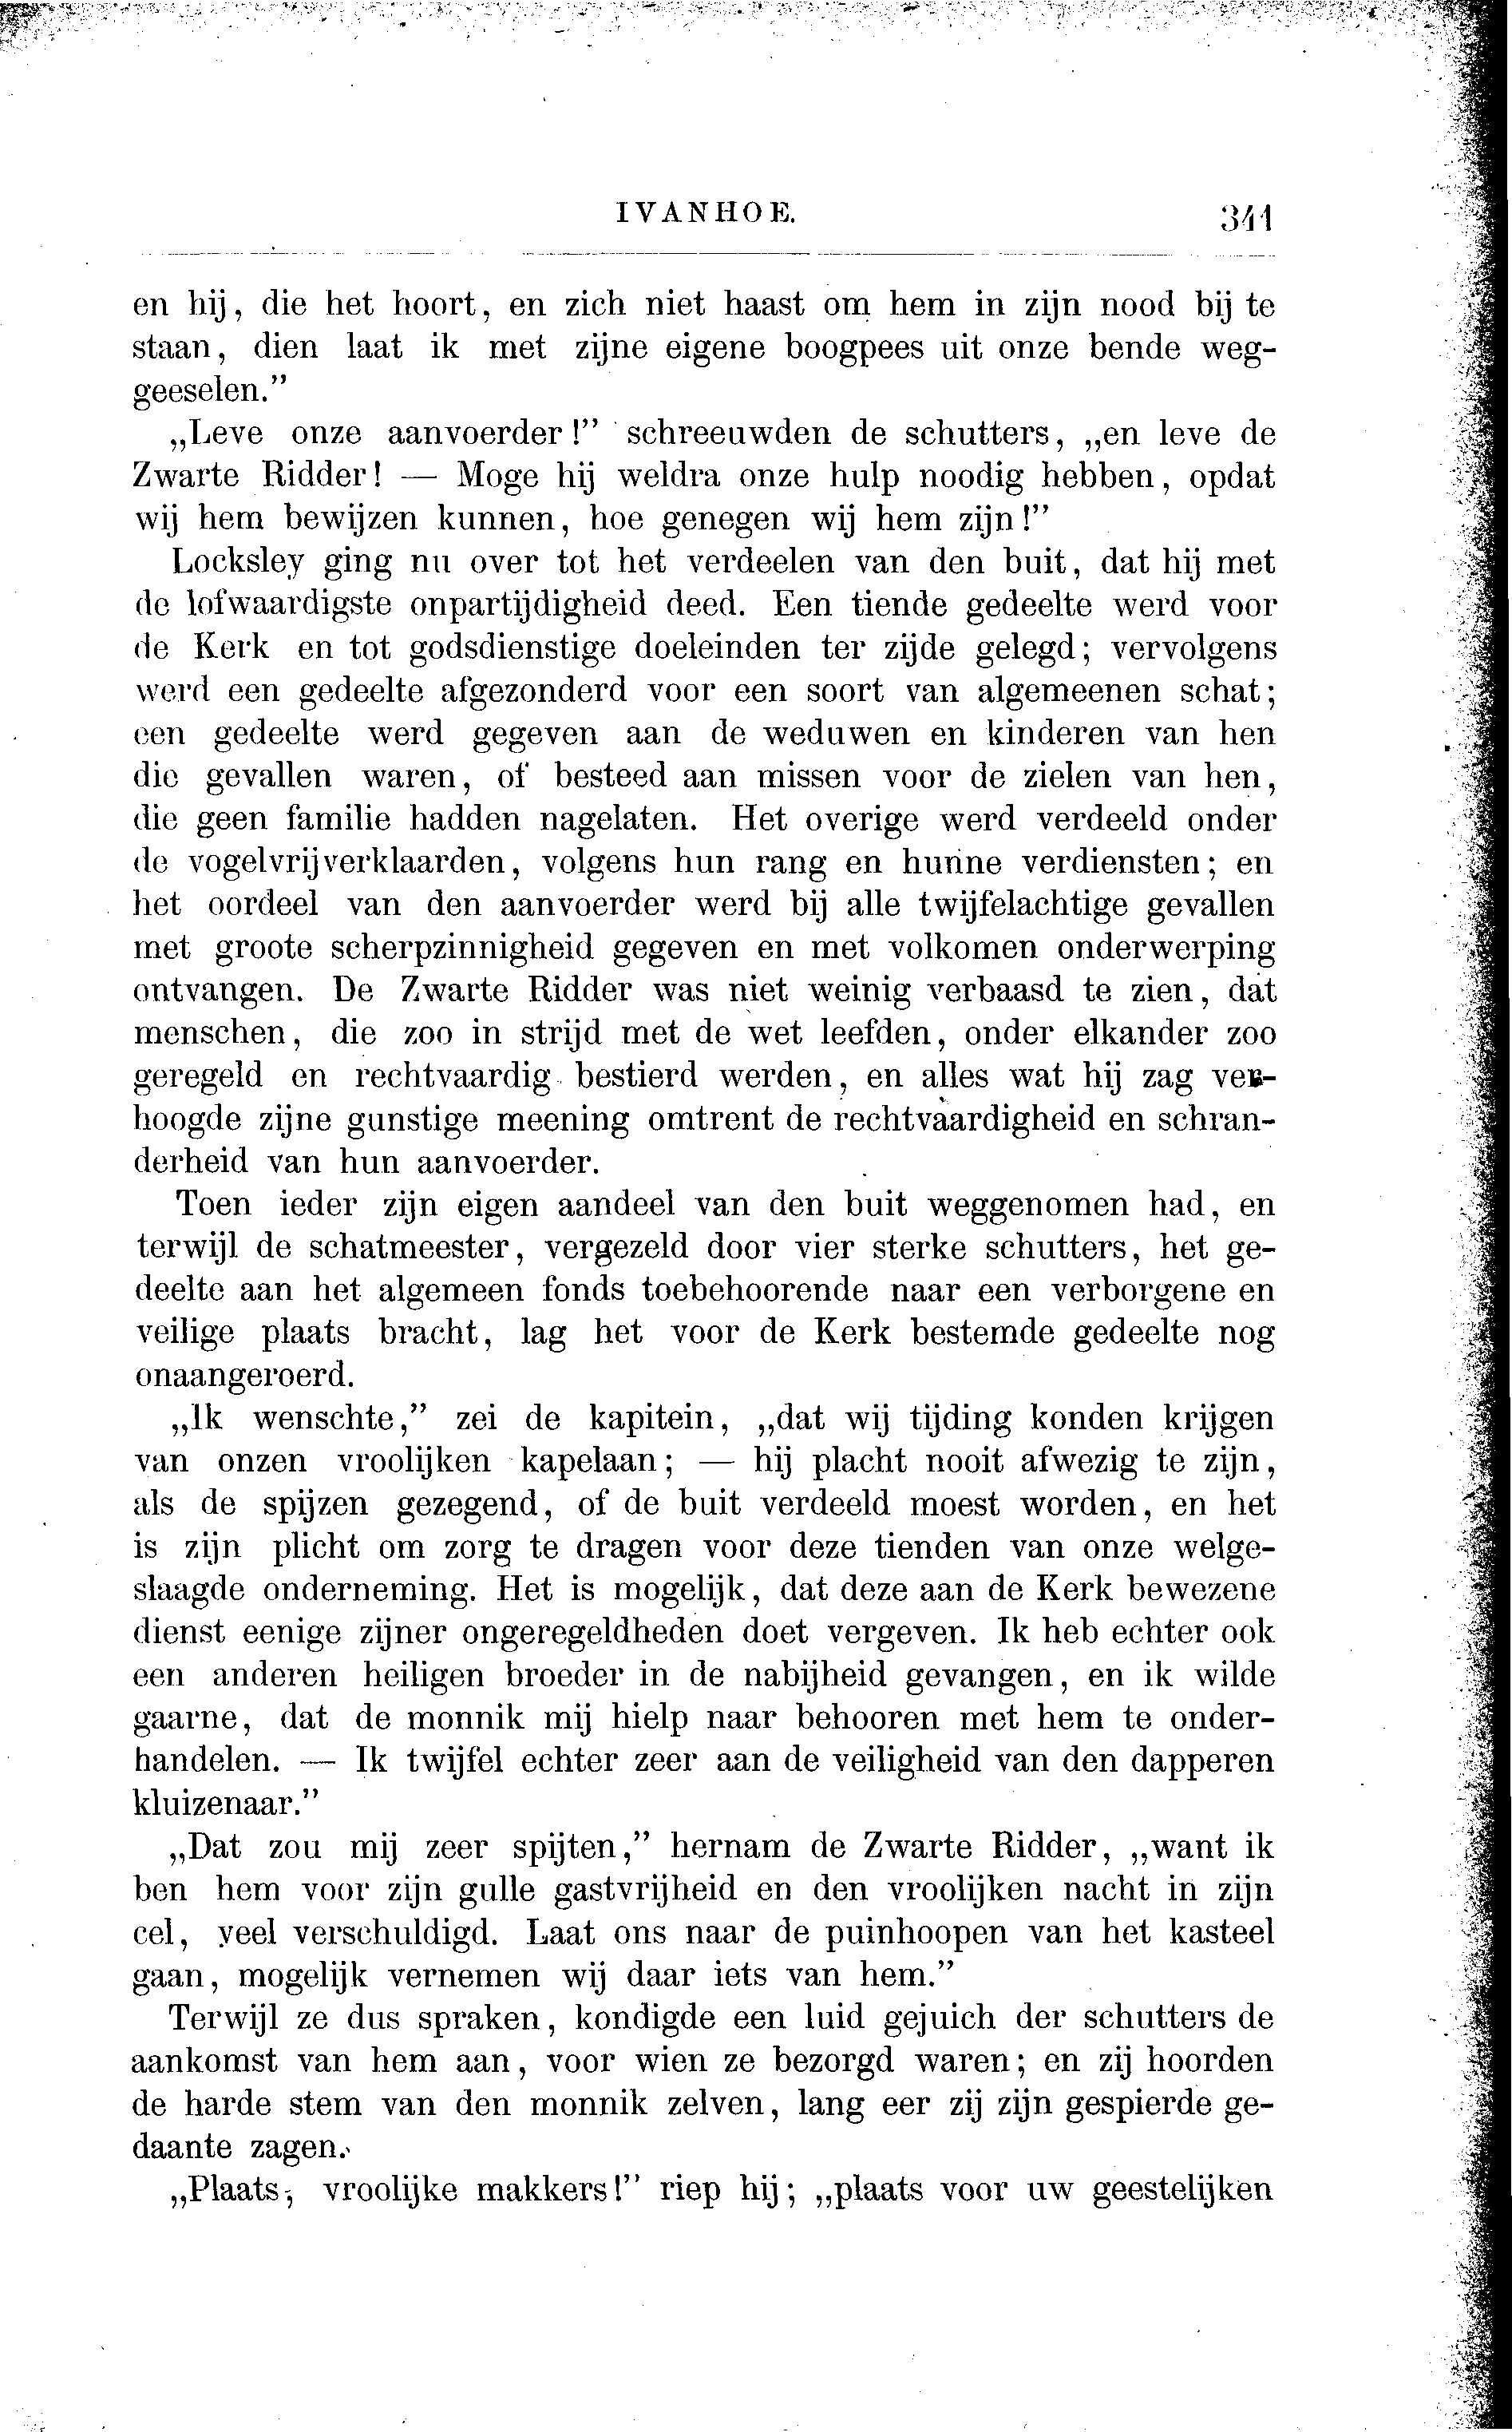 IVANHOE. 341
en hij, die het hoort, en zich niet haast om hem in zijn nood bij te
staan, dien laat ik met zijne eigene boogpees uit onze bende weg-
geeselen.”
„Leve onze aanvoerder!” schreeuwden de schutters, „en leve de
Zwarte Ridder! — Moge hij weldra onze hulp noodig hebben, opdat
wij hem bewijzen kunnen, hoe genegen wij hem zijn!”
Locksley ging nu over tot het verdeelen van den buit, dat hij met
de lofwaardigste onpartijdigheid deed. Een tiende gedeelte werd voor
de Kerk en tot godsdienstige doeleinden ter zijde gelegd; vervolgens
werd een gedeelte afgezonderd voor een soort van algemeenen schat;
een gedeelte werd gegeven aan de weduwen en kinderen van hen
die gevallen waren, of besteed aan missen voor de zielen van hen,
die geen familie hadden nagelaten. Het overige werd verdeeld onder
de vogelvrijverklaarden, volgens hun rang en hunne verdiensten; en
het oordeel van den aanvoerder werd bij alle twijfelachtige gevallen
met groote scherpzinnigheid gegeven en met volkomen onderwerping
ontvangen. De Zwarte Ridder was niet weinig verbaasd te zien, dat
menschen, die zoo in strijd met de wet leefden, onder elkander zoo
geregeld en rechtvaardig bestierd werden, en alles wat hij zag ver-
hoogde zijne gunstige meening omtrent de rechtvaardigheid en schran-
derheid van hun aanvoerder.
Toen ieder zijn eigen aandeel van den buit weggenomen had, en
terwijl de schatmeester, vergezeld door vier sterke schutters, het ge-
deelte aan het algemeen fonds toebehoorende naar een verborgene en
veilige plaats bracht, lag het voor de Kerk bestemde gedeelte nog
onaangeroerd.
„Ik wenschte,” zei de kapitein, „dat wij tijding konden krijgen
van onzen vroolijken kapelaan; — hij placht nooit afwezig te zijn,
als de spijzen gezegend, of de buit verdeeld moest worden, en het
is zijn plicht om zorg te dragen voor deze tienden van onze welge-
slaagde onderneming. Het is mogelijk, dat deze aan de Kerk bewezene
dienst eenige zijner ongeregeldheden doet vergeven. Ik heb echter ook
een anderen heiligen broeder in de nabijheid gevangen, en ik wilde
gaarne, dat de monnik mij hielp naar behooren met hem te onder-
handelen. — Ik twijfel echter zeer aan de veiligheid van den dapperen
kluizenaar.”
„Dat zou mij zeer spijten,” hernam de Zwarte Ridder, „want ik
ben hem voor zijn gulle gastvrijheid en den vroolijken nacht in zijn
cel, veel verschuldigd. Laat ons naar de puinhoopen van het kasteel
gaan, mogelijk vernemen wij daar iets van hem.”
Terwijl ze dus spraken, kondigde een luid gejuich der schutters de
aankomst van hem aan, voor wien ze bezorgd waren; en zij hoorden
de harde stem van den monnik zelven, lang eer zij zijn gespierde ge-
daante zagen.
„Plaats, vroolijke makkers!” riep hij; „plaats voor uw geestelijken